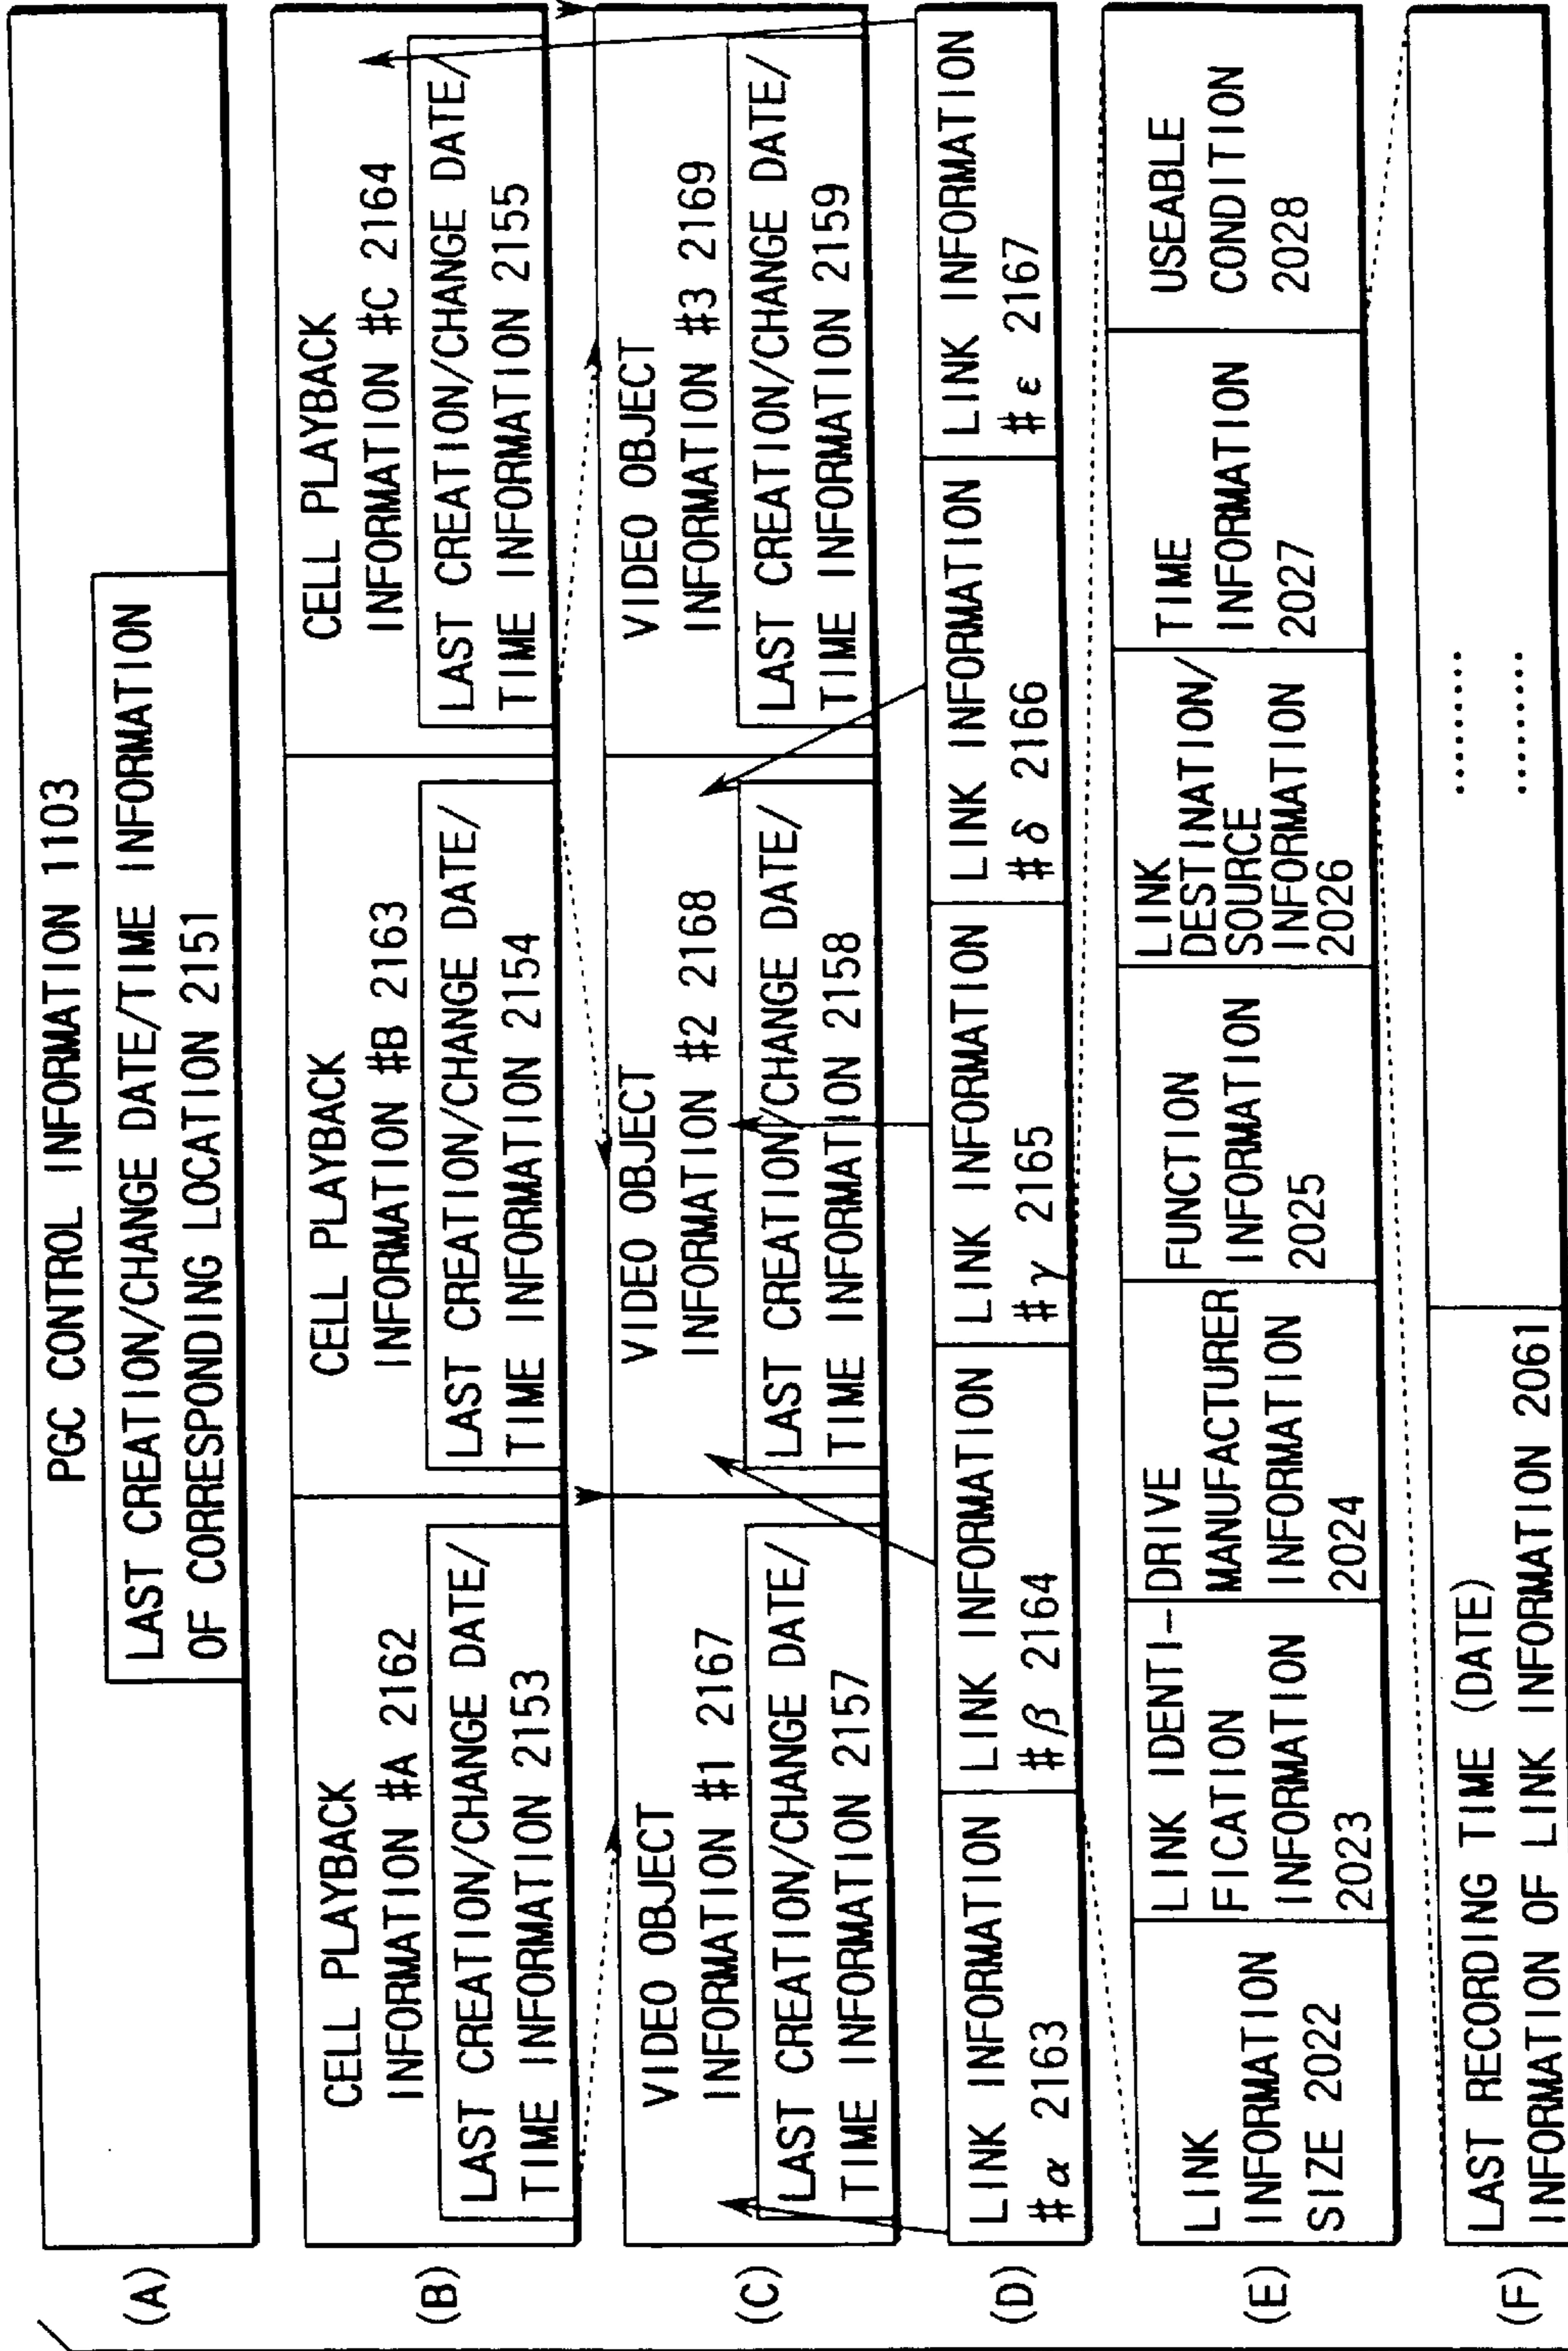 (A)
PGC CONTROL INFORMATION 1103
LAST CREATION/CHANGE DATE/TIME INFORMATION
OF CORRESPONDING LOCATION 2151
(B)
CELL PLAYBACK
INFORMATION #A 2162
LAST CREATION/CHANGE DATE/
TIME INFORMATION 2153
CELL PLAYBACK
INFORMATION #B 2163
LAST CREATION/CHANGE DATE/
TIME INFORMATION 2154
CELL PLAYBACK
INFORMATION #C 2164
LAST CREATION/CHANGE DATE/
TIME INFORMATION 2155
(C)
VIDEO OBJECT
INFORMATION #1 2167
LAST CREATION/CHANGE DATE/
TIME INFORMATION 2157
VIDEO OBJECT
INFORMATION #2 2168
LAST CREATION/CHANGE DATE/
TIME INFORMATION 2158
VIDEO OBJECT
INFORMATION #3 2169
LAST CREATION/CHANGE DATE/
TIME INFORMATION 2159
(D)
LINK INFORMATION
#α 2163
LINK INFORMATION
#β 2164
LINK INFORMATION
#γ 2165
LINK INFORMATION
#δ 2166
LINK INFORMATION
#ε 2167
(E)
LINK
INFORMATION
SIZE 2022
LINK IDENTI-
FICATION
INFORMATION
2023
DRIVE
MANUFACTURER
INFORMATION
2024
FUNCTION
INFORMATION
2025
LINK
DESTINATION/
SOURCE
INFORMATION
2026
TIME
INFORMATION
2027
USEABLE
CONDITION
2028
(F)
LAST RECORDING TIME (DATE)
INFORMATION OF LINK INFORMATION 2061
........
........